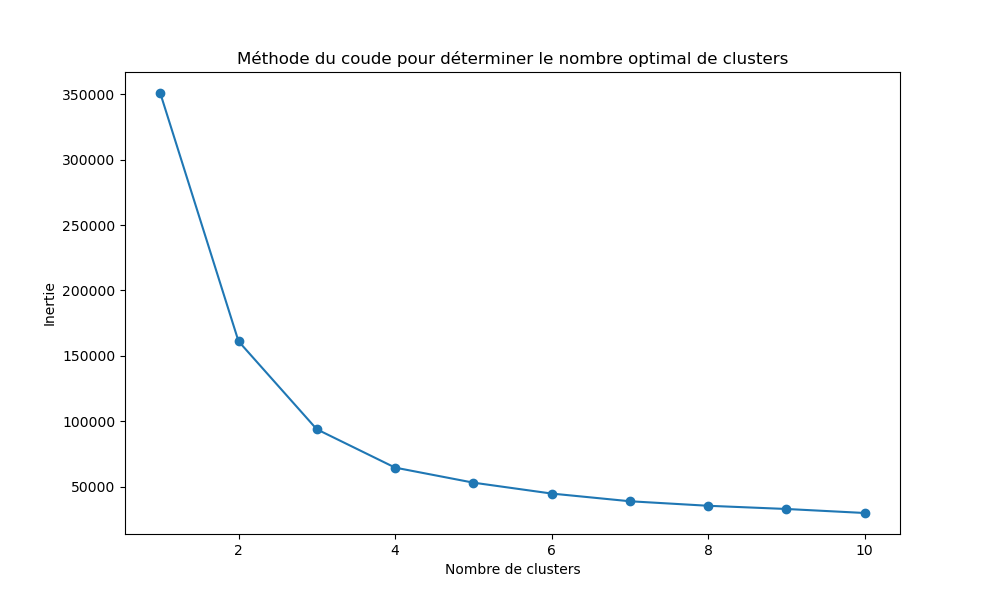 Méthode du coude pour déterminer le nombre optimal de clusters
350000
300000
250000
200000
150000
100000
50000
Inertie
2 4 6 8 10
Nombre de clusters